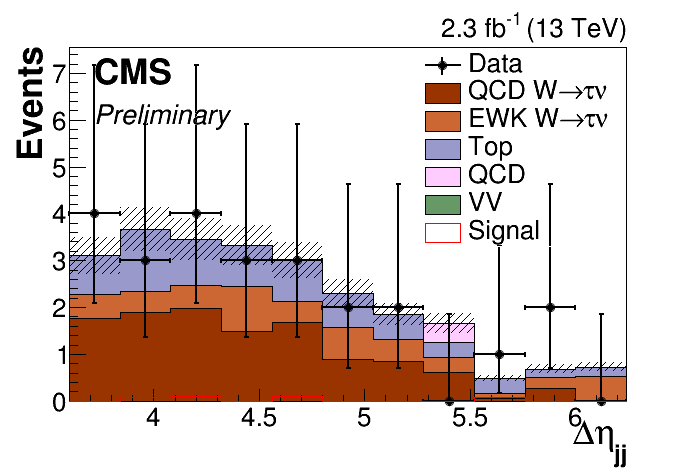 2.3 fb⁻¹ (13 TeV)
CMS
Preliminary
Data
QCD W→τν
EWK W→τν
Top
QCD
VV
Signal
Events
7
6
5
4
3
2
1
0
4 4.5 5 5.5 6
Δη_jj